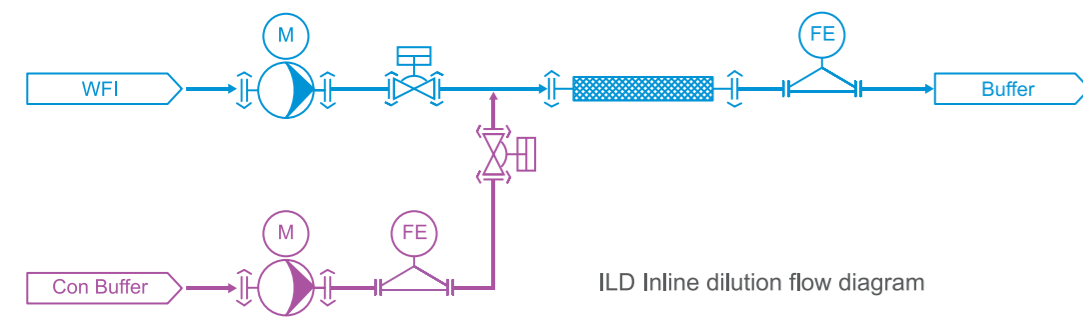 M
FE
WFI
Buffer
M
FE
Con Buffer
ILD Inline dilution flow diagram